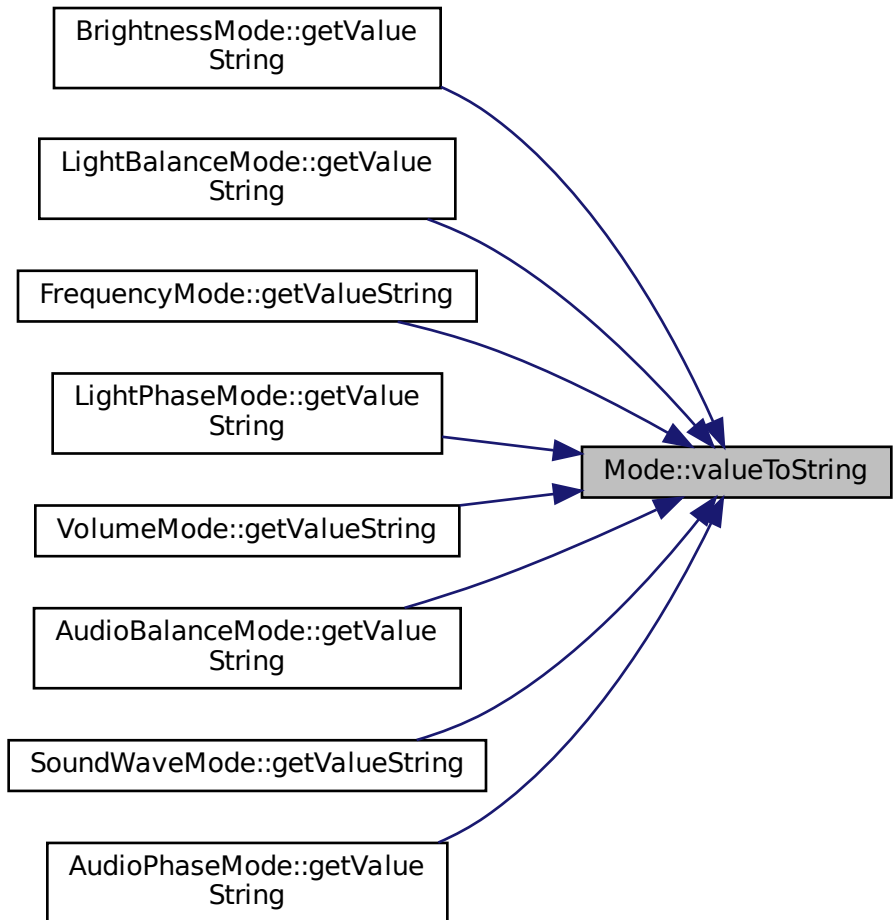 BrightnessMode::getValue
String
LightBalanceMode::getValue
String
FrequencyMode::getValueString
LightPhaseMode::getValue
String
Mode::valueToString
VolumeMode::getValueString
AudioBalanceMode::getValue
String
SoundWaveMode::getValueString
AudioPhaseMode::getValue
String